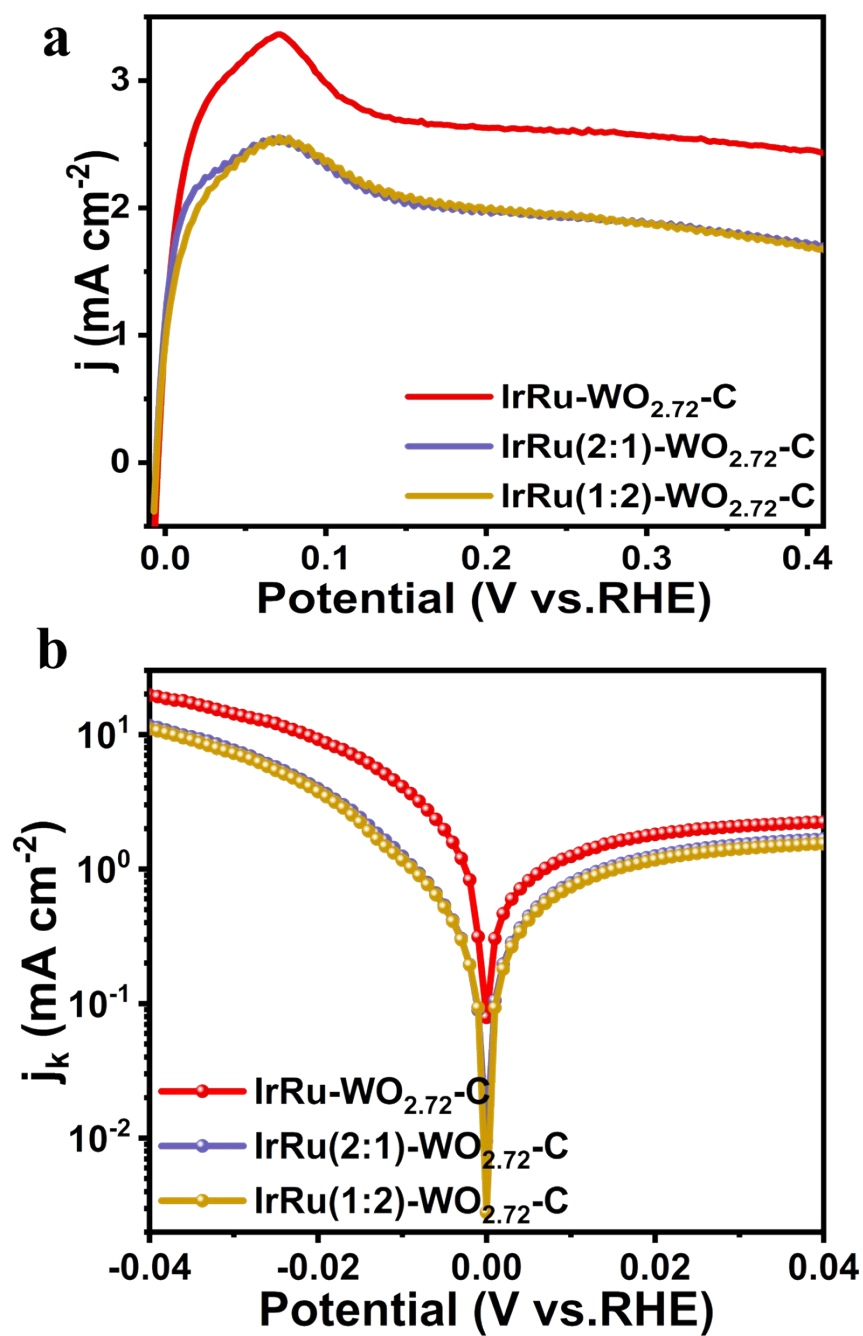 a
3
2
1
0
j (mA cm⁻²)
IrRu-WO₂.₇₂-C
IrRu(2:1)-WO₂.₇₂-C
IrRu(1:2)-WO₂.₇₂-C
0.0 0.1 0.2 0.3 0.4
Potential (V vs.RHE)
b
10¹
10⁰
10⁻¹
10⁻²
jₖ (mA cm⁻²)
IrRu-WO₂.₇₂-C
IrRu(2:1)-WO₂.₇₂-C
IrRu(1:2)-WO₂.₇₂-C
-0.04 -0.02 0.00 0.02 0.04
Potential (V vs.RHE)